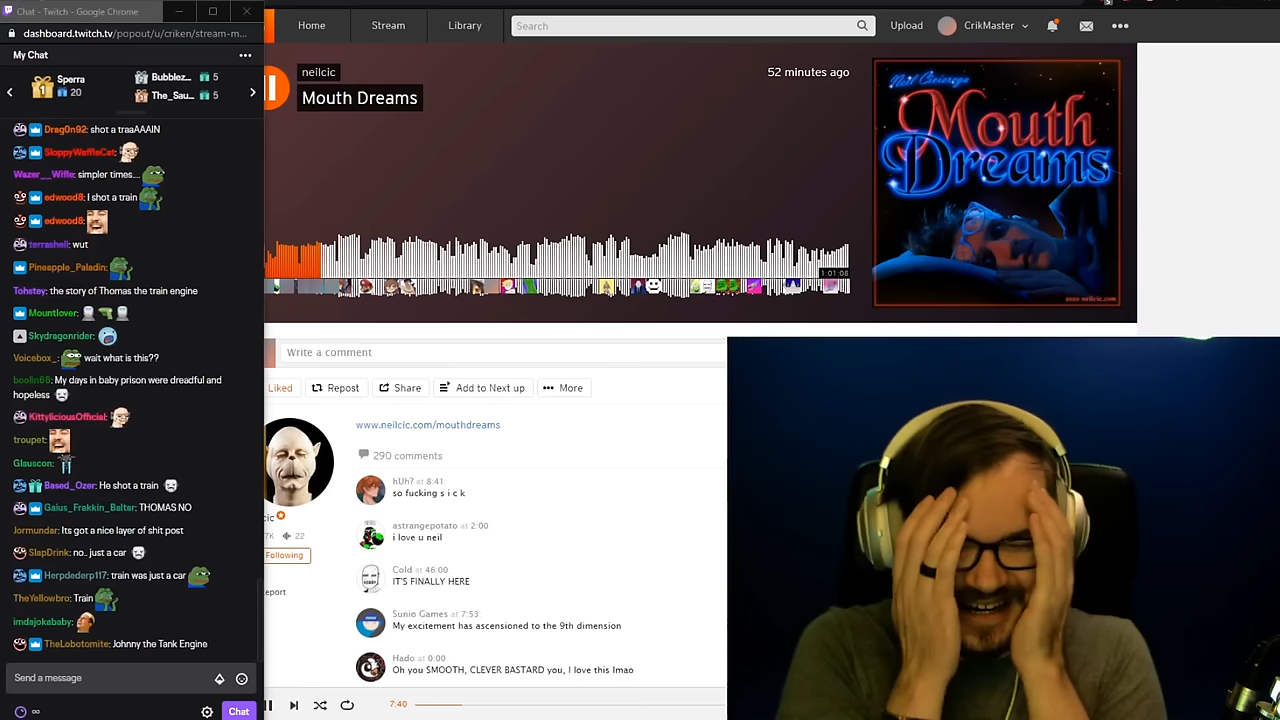 Chat - Twitch - Google Chrome
dashboard.twitch.tv/popout/u/criken/stream-m...
My Chat
Sperra
20
Bubblez... 5
The_Sau... 5
Drag0n92: shot a traaAAAIN
SloppyWaffleCat:
Wazer__Wifle: simpler times....
edwood8: I shot a train
edwood8:
terrashell: wut
Pineapple_Paladin:
Tohstey: the story of Thomas the train engine
Mountlover:
Skydragonrider:
Voicebox_: wait what is this??
boolin68: My days in baby prison were dreadful and
hopeless
KittyliciousOfficial:
troupet:
Glauscon:
Based_Ozer: He shot a train
Gaius_Frakkin_Baltar: THOMAS NO
Jormundar: Its got a nice layer of shit post
SlapDrink: no.. just a car
Herpdederp117: train was just a car
TheYellowbro: Train
imdajokababy:
TheLobotomite: Johnny the Tank Engine
Send a message
Chat
Home
Stream
Library
Search
Upload
CrikMaster
neilcic
Mouth Dreams
52 minutes ago
1:01:08
Neil Cicierega
Mouth
Dreams
Write a comment
Liked
Repost
Share
Add to Next up
More
www.neilcic.com/mouthdreams
290 comments
cic
7K 22
Following
eport
hUh? at 8:41:
so fucking s i c k
astrangepotato at 2:00:
i love u neil
Cold at 46:00:
IT'S FINALLY HERE
Sunio Games at 7:53:
My excitement has ascensioned to the 9th dimension
Hado at 0:00:
Oh you SMOOTH, CLEVER BASTARD you, I love this lmao
7:40